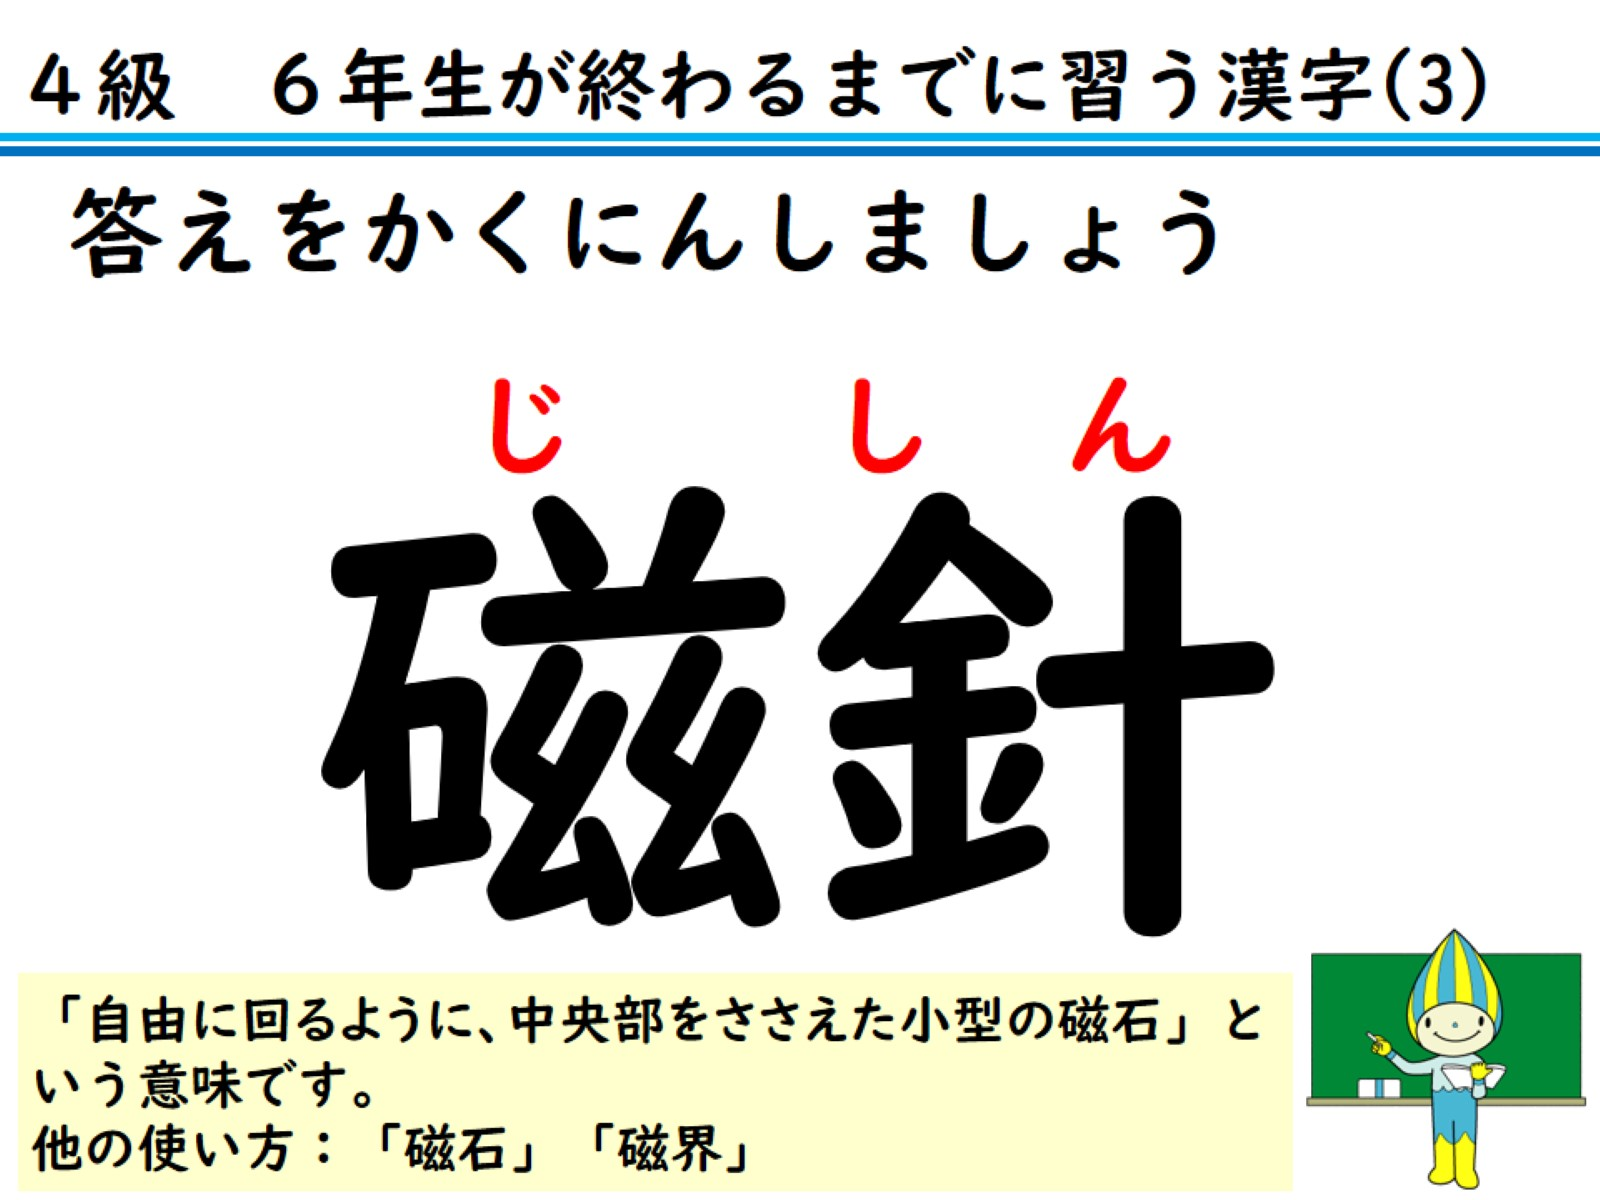 ４級　６年生が終わるまでに習う漢字(3)
答えをかくにんしましょう
じしん
磁針
「自由に回るように、中央部をささえた小型の磁石」と
いう意味です。
他の使い方：「磁石」「磁界」